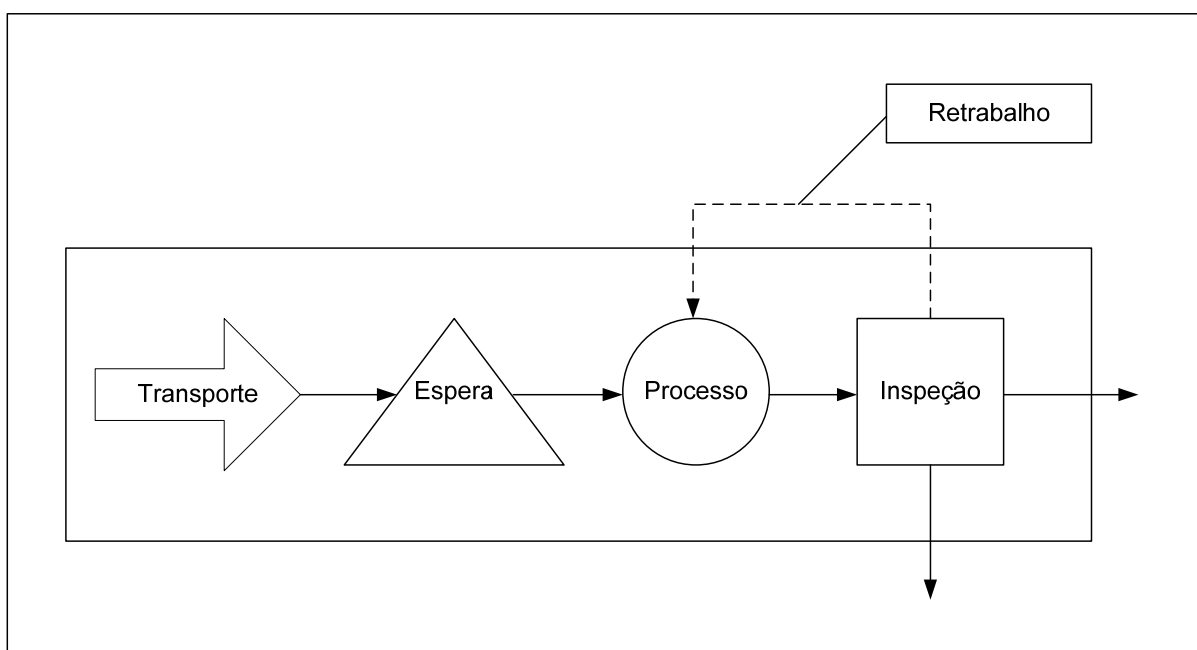 Retrabalho
Transporte
Espera
Processo
Inspeção